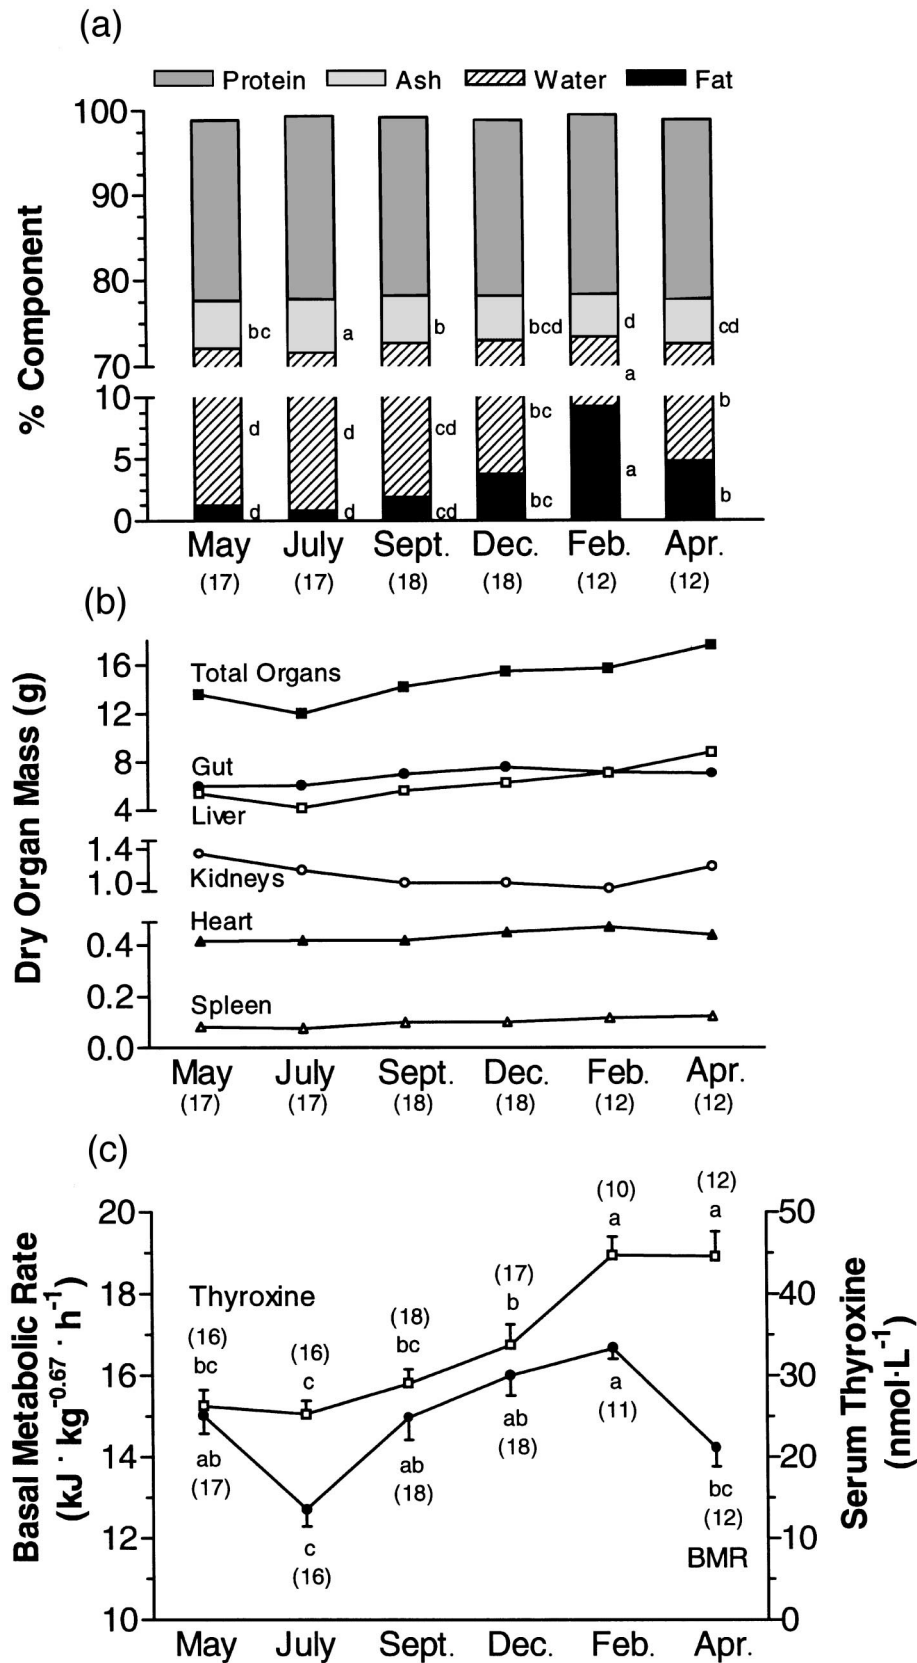 (a)
Protein Ash Water Fat
% Component
100
90
80
70
10
5
0
bc a b bcd d cd
a
d d cd bc b
d d cd bc a b
May July Sept. Dec. Feb. Apr.
(17) (17) (18) (18) (12) (12)
(b)
Dry Organ Mass (g)
16
12
8
4
1.4
1.0
0.4
0.2
0.0
Total Organs
Gut
Liver
Kidneys
Heart
Spleen
May July Sept. Dec. Feb. Apr.
(17) (17) (18) (18) (12) (12)
(c)
Basal Metabolic Rate
(kJ · kg⁻⁰·⁶⁷ · h⁻¹)
20
18
16
14
12
10
Thyroxine
(16) (16) (18) (17) (10) (12)
bc c bc b a a
ab c ab ab a bc
(17) (16) (18) (18) (11) (12)
BMR
50
40
30
20
10
0
Serum Thyroxine
(nmol·L⁻¹)
May July Sept. Dec. Feb. Apr.